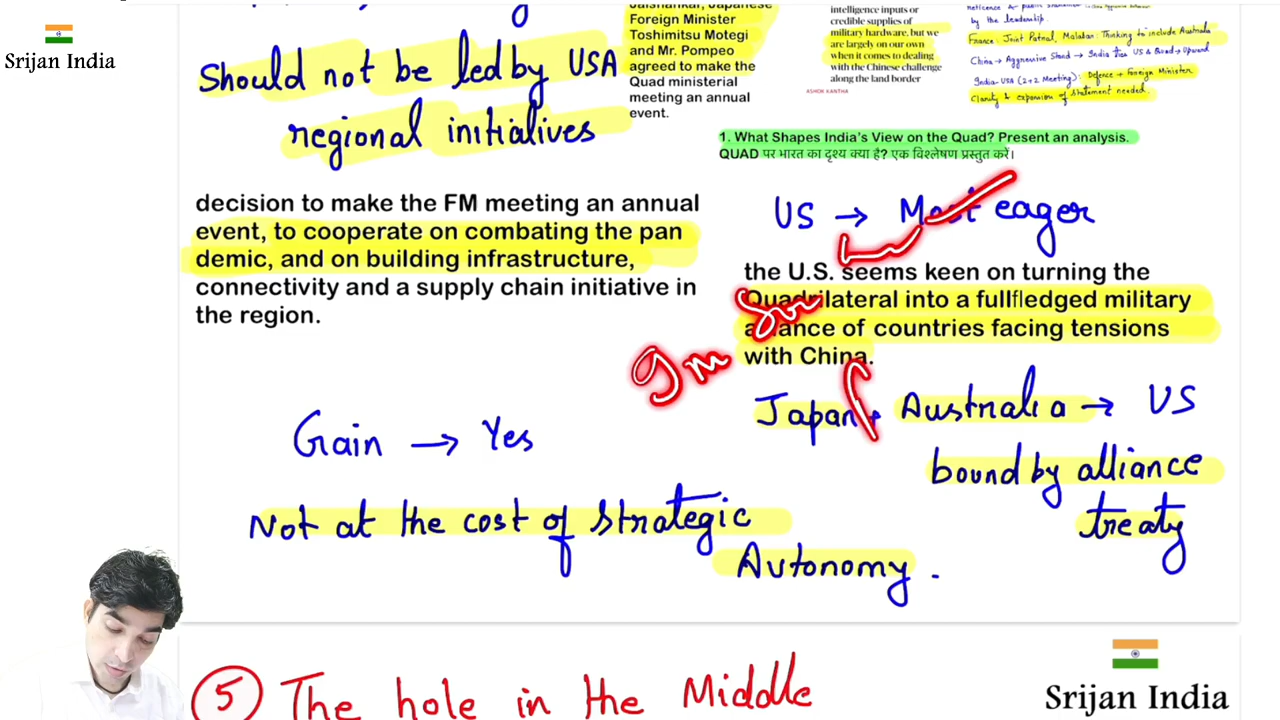 Srijan India
Should not be led by USA
regional initiatives
decision to make the FM meeting an annual
event, to cooperate on combating the pan
demic, and on building infrastructure,
connectivity and a supply chain initiative in
the region.
Gain → Yes
Not at the cost of strategic
Autonomy.
Jaishankar, Japanese
Foreign Minister
Toshimitsu Motegi
and Mr. Pompeo
agreed to make the
Quad ministerial
meeting an annual
event.
intelligence inputs or
credible supplies of
military hardware, but we
are largely on our own
when it comes to dealing
with the Chinese challenge
along the land border
ASHOK KANTHA
by the leadership.
France: Joint Patrol, Malabar: Thinking to include Australia
China → Aggressive Stand → India
India-USA (2+2 Meeting): Defence → Foreign Minister
Clarity & expansion of statement needed.
1. What Shapes India's View on the Quad? Present an analysis.
QUAD पर भारत का दृश्य क्या है? एक विश्लेषण प्रस्तुत करें।
US → Most eager
the U.S. seems keen on turning the
Quadrilateral into a fullfledged military
alliance of countries facing tensions
with China.
Japan, Australia → US
bound by alliance
treaty
5 The hole in the Middle
Srijan India